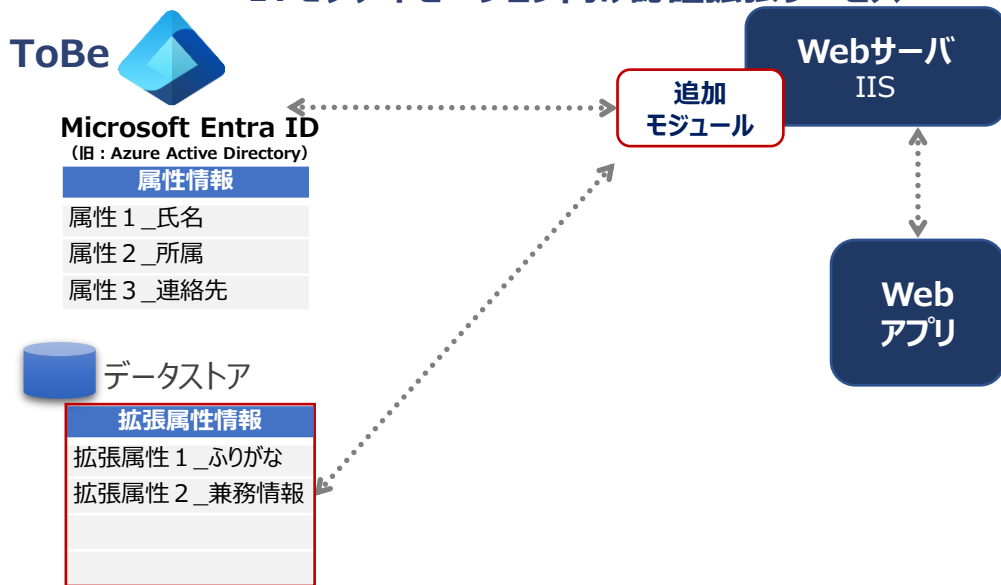 ToBe
Microsoft Entra ID
（旧：Azure Active Directory）
属性情報
属性１_氏名
属性２_所属
属性３_連絡先
データストア
拡張属性情報
拡張属性１_ふりがな
拡張属性２_兼務情報
追加
モジュール
Webサーバ
IIS
Web
アプリ